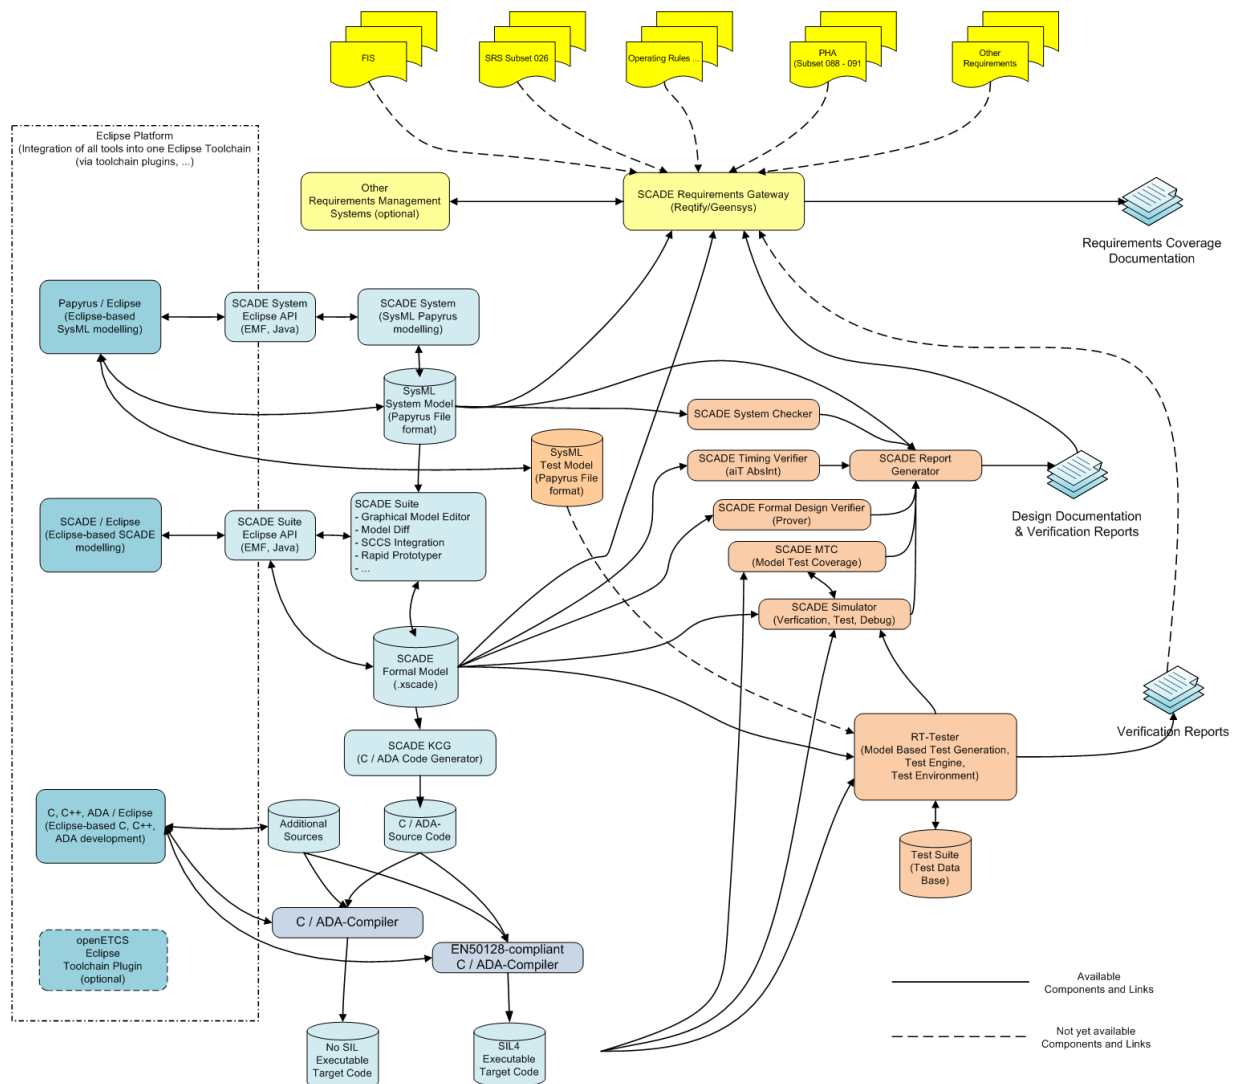 FIS
SRS Subset 026
Operating Rules ...
PHA
(Subset 088 - 091
Other
Requirements
Eclipse Platform
(Integration of all tools into one Eclipse Toolchain
(via toolchain plugins, ...)
Other
Requirements Management
Systems (optional)
SCADE Requirements Gateway
(Reqtify/Geensys)
Requirements Coverage
Documentation
Papyrus / Eclipse
(Eclipse-based
SysML modelling)
SCADE System
Eclipse API
(EMF, Java)
SCADE System
(SysML Papyrus
modelling)
SysML
System Model
(Papyrus File
format)
SCADE System Checker
SysML
Test Model
(Papyrus File
format)
SCADE Timing Verifier
(aiT AbsInt)
SCADE Report
Generator
SCADE / Eclipse
(Eclipse-based SCADE
modelling)
SCADE Suite
Eclipse API
(EMF, Java)
SCADE Suite
- Graphical Model Editor
- Model Diff
- SCCS Integration
- Rapid Prototyper
- ...
SCADE Formal Design Verifier
(Prover)
Design Documentation
& Verification Reports
SCADE MTC
(Model Test Coverage)
SCADE Simulator
(Verfication, Test, Debug)
SCADE
Formal Model
(.xscade)
SCADE KCG
(C / ADA Code Generator)
RT-Tester
(Model Based Test Generation,
Test Engine,
Test Environment)
Verification Reports
C, C++, ADA / Eclipse
(Eclipse-based C, C++,
ADA development)
Additional
Sources
C / ADA-
Source Code
Test Suite
(Test Data
Base)
C / ADA-Compiler
EN50128-compliant
C / ADA-Compiler
openETCS
Eclipse
Toolchain Plugin
(optional)
No SIL
Executable
Target Code
SIL4
Executable
Target Code
Available
Components and Links
Not yet available
Components and Links